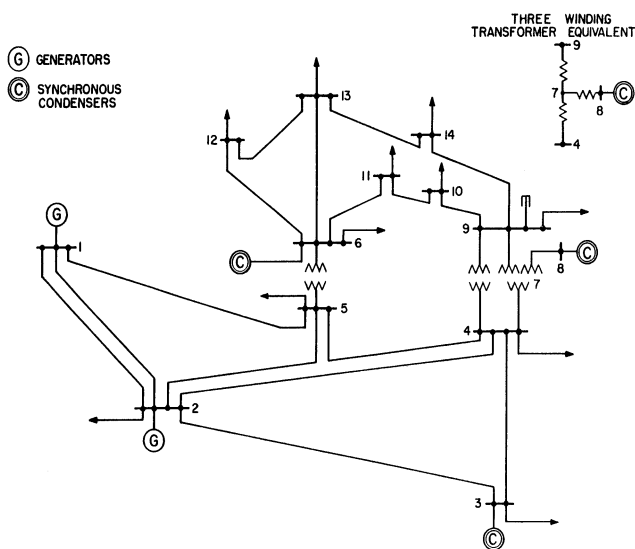 THREE WINDING
TRANSFORMER EQUIVALENT
9
7
C
8
4
G GENERATORS
C SYNCHRONOUS
CONDENSERS
13
12
14
11
10
G
1
9
6
C
8
C
7
5
4
2
G
3
C